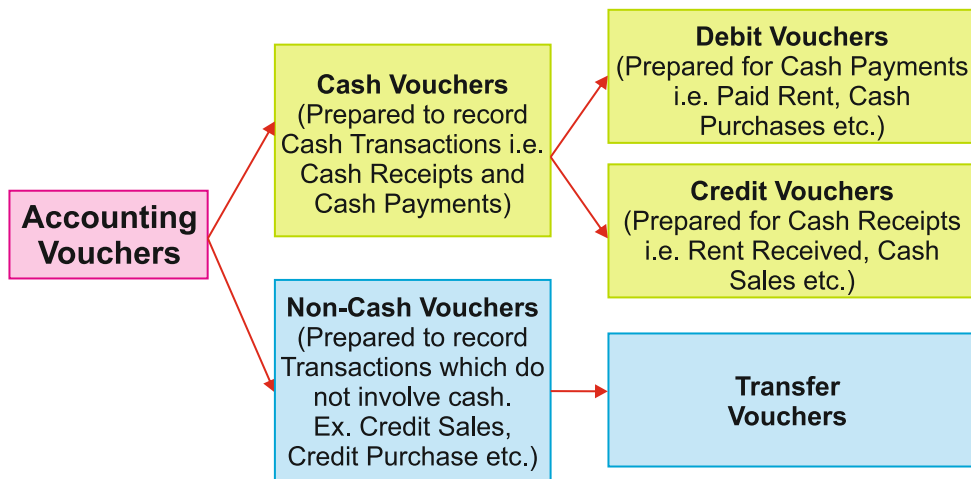 Accounting
Vouchers
Cash Vouchers
(Prepared to record
Cash Transactions i.e.
Cash Receipts and
Cash Payments)
Debit Vouchers
(Prepared for Cash Payments
i.e. Paid Rent, Cash
Purchases etc.)
Credit Vouchers
(Prepared for Cash Receipts
i.e. Rent Received, Cash
Sales etc.)
Non-Cash Vouchers
(Prepared to record
Transactions which do
not involve cash.
Ex. Credit Sales,
Credit Purchase etc.)
Transfer
Vouchers